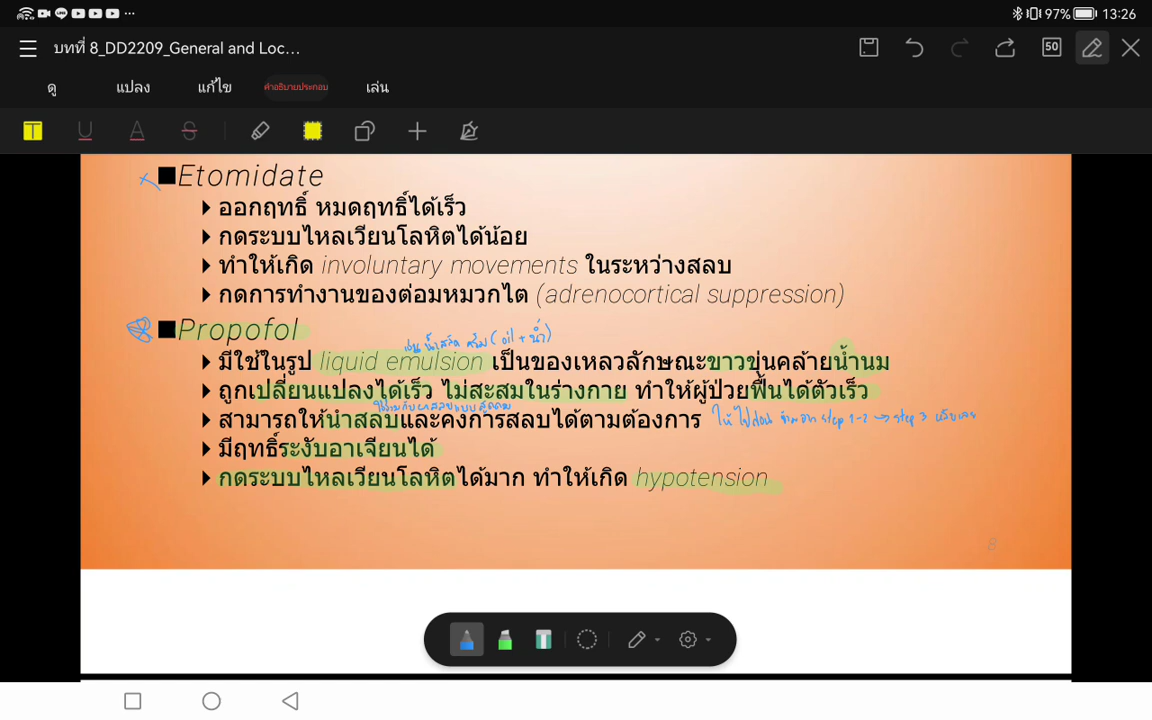 97% 13:26
บทที่ 8_DD2209_General and Loc...
50
ดู แปลง แก้ไข คำอธิบายประกอบ เล่น
T U A S
Etomidate
ออกฤทธิ์ หมดฤทธิ์ได้เร็ว
กดระบบไหลเวียนโลหิตได้น้อย
ทำให้เกิด involuntary movements ในระหว่างสลบ
กดการทำงานของต่อมหมวกไต (adrenocortical suppression)
Propofol
(oil + น้ำ)
มีใช้ในรูป liquid emulsion เป็นของเหลวลักษณะขาวขุ่นคล้ายน้ำนม
ถูกเปลี่ยนแปลงได้เร็ว ไม่สะสมในร่างกาย ทำให้ผู้ป่วยฟื้นได้ตัวเร็ว
สามารถให้นำสลบและคงการสลบได้ตามต้องการ step 1-2 → step 3
มีฤทธิ์ระงับอาเจียนได้
กดระบบไหลเวียนโลหิตได้มาก ทำให้เกิด hypotension
8